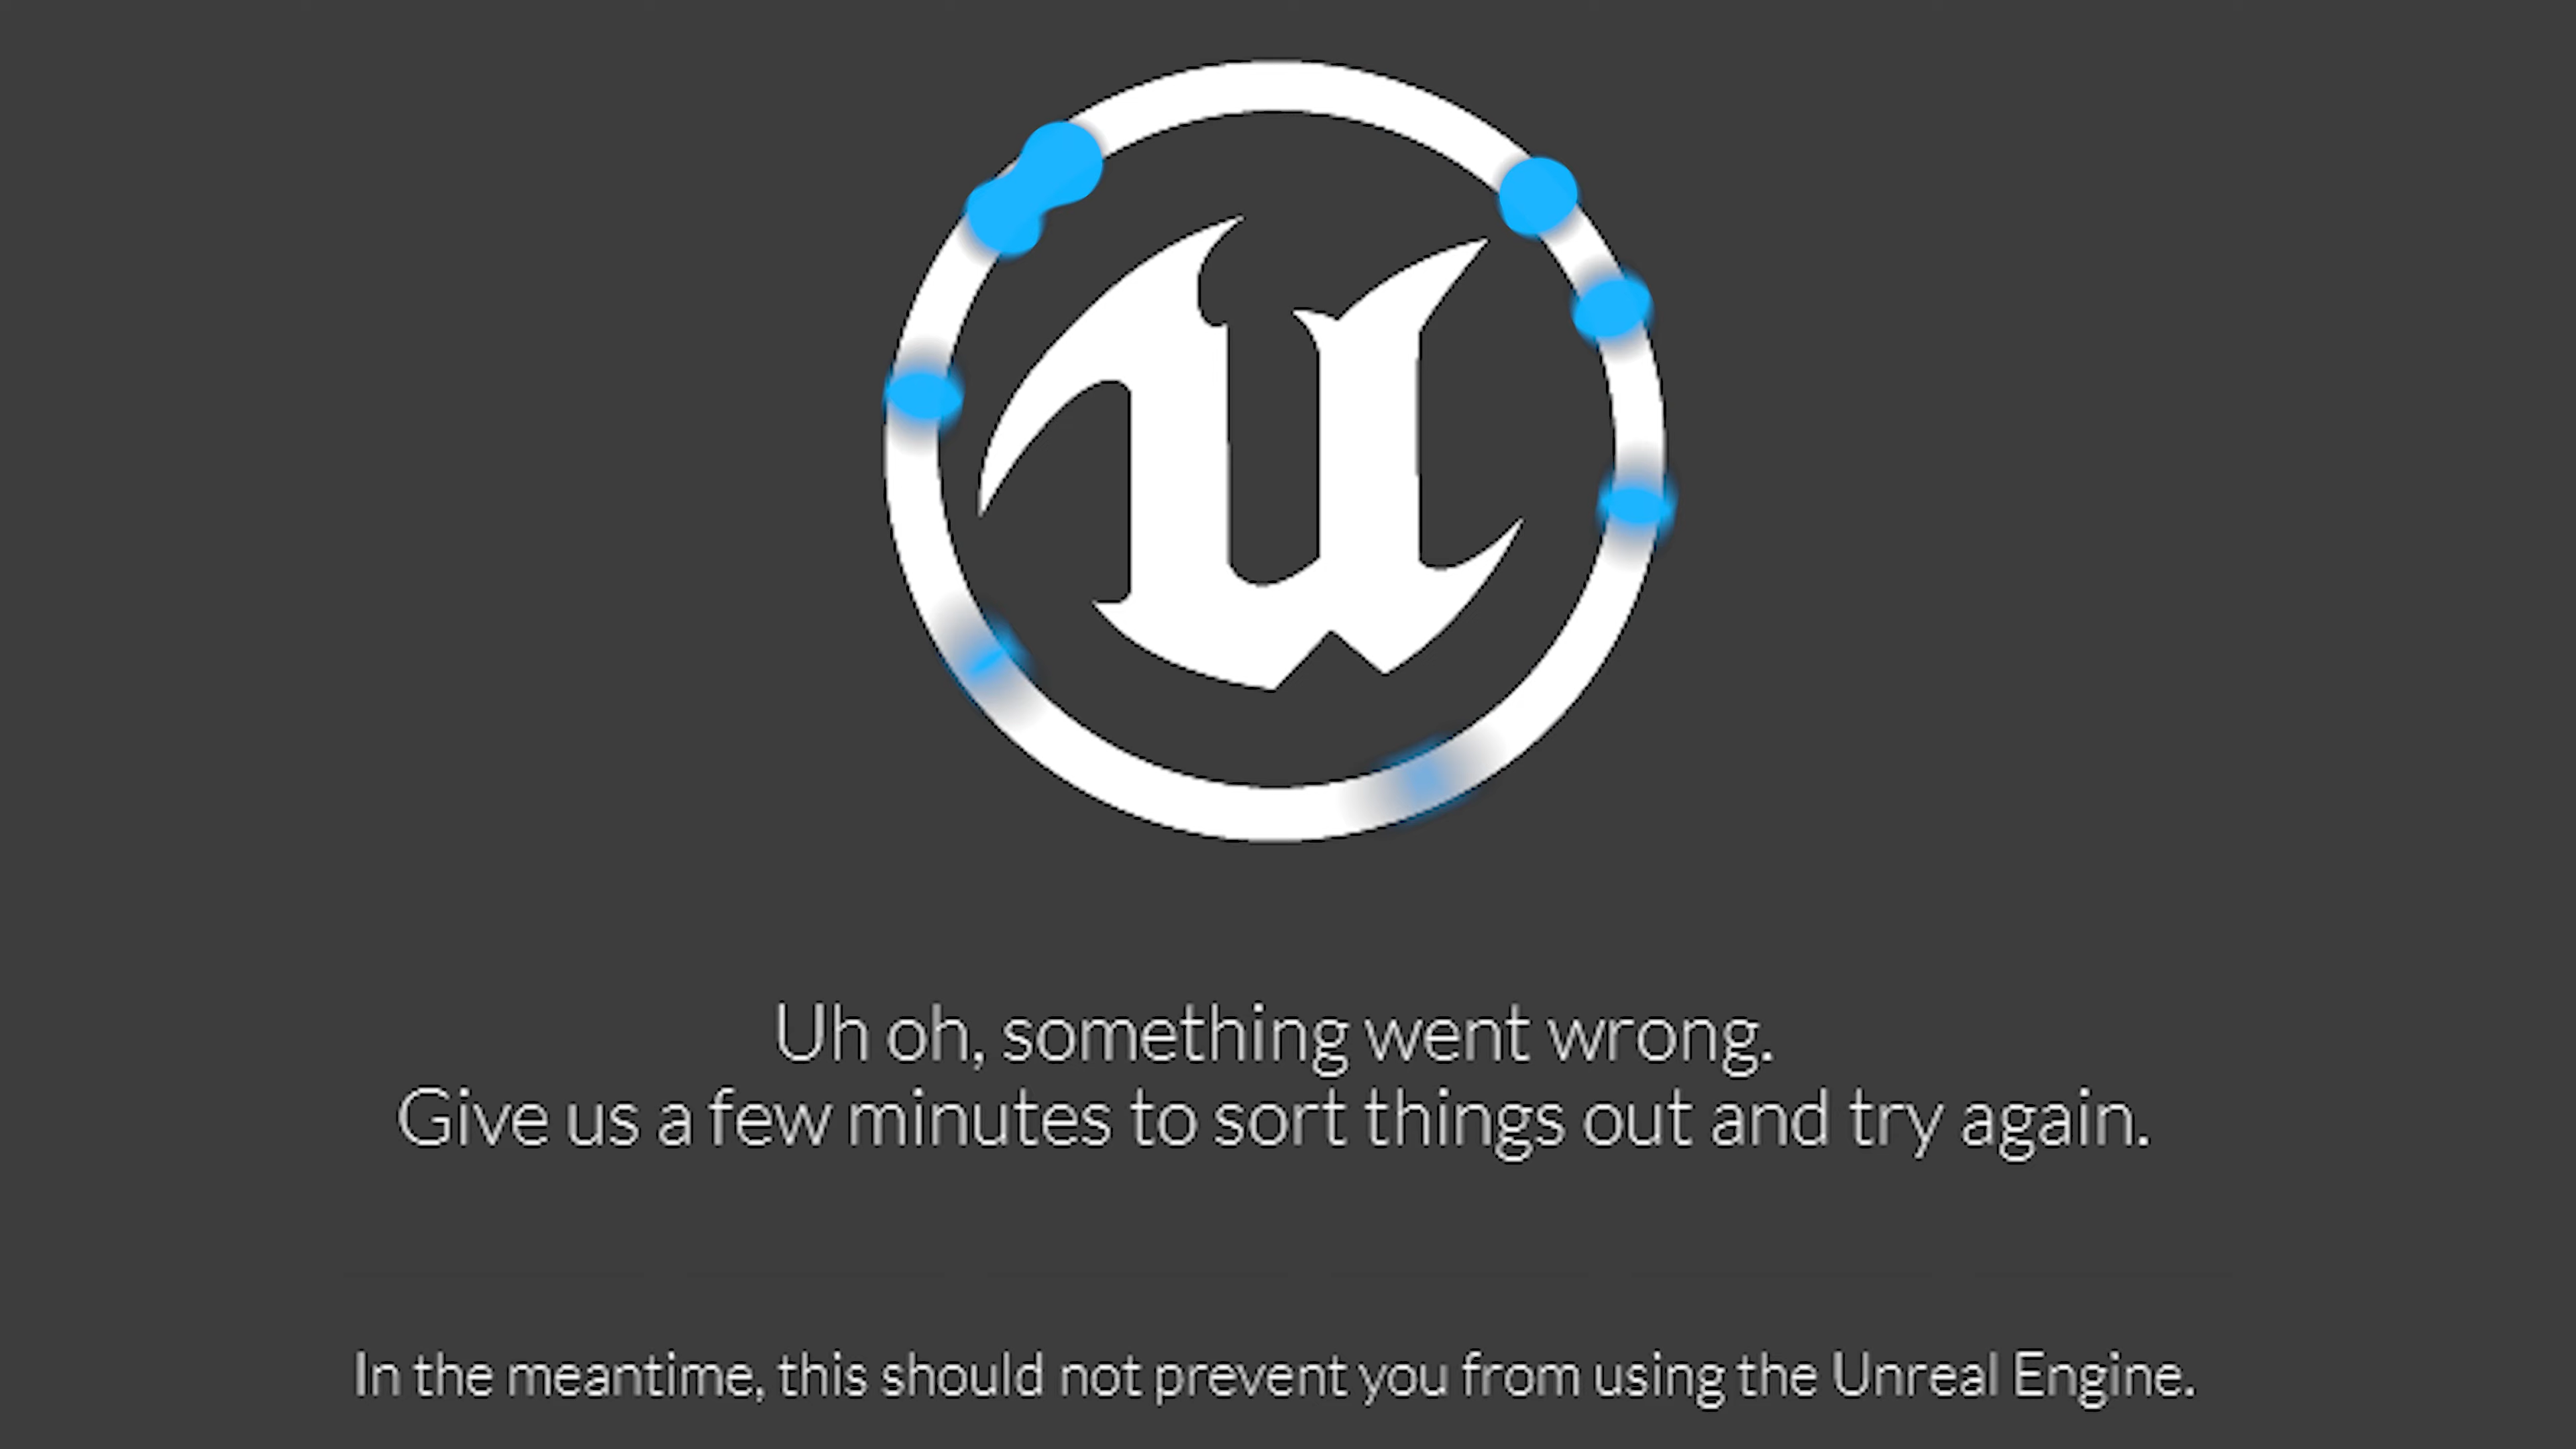 Uh oh, something went wrong.
Give us a few minutes to sort things out and try again.
In the meantime, this should not prevent you from using the Unreal Engine.